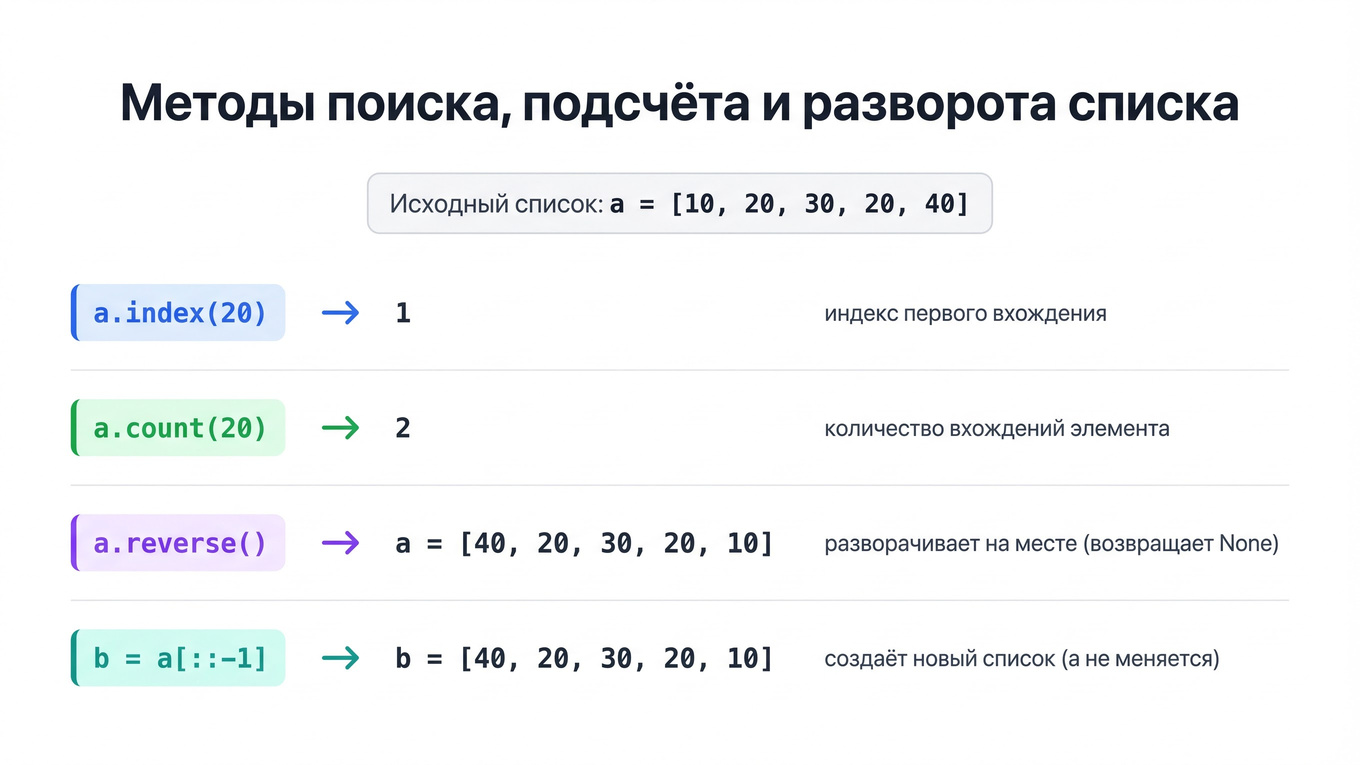 Методы поиска, подсчёта и разворота списка
Исходный список: a = [10, 20, 30, 20, 40]
a.index(20) → 1 индекс первого вхождения
a.count(20) → 2 количество вхождений элемента
a.reverse() → a = [40, 20, 30, 20, 10] разворачивает на месте (возвращает None)
b = a[::-1] → b = [40, 20, 30, 20, 10] создаёт новый список (a не меняется)